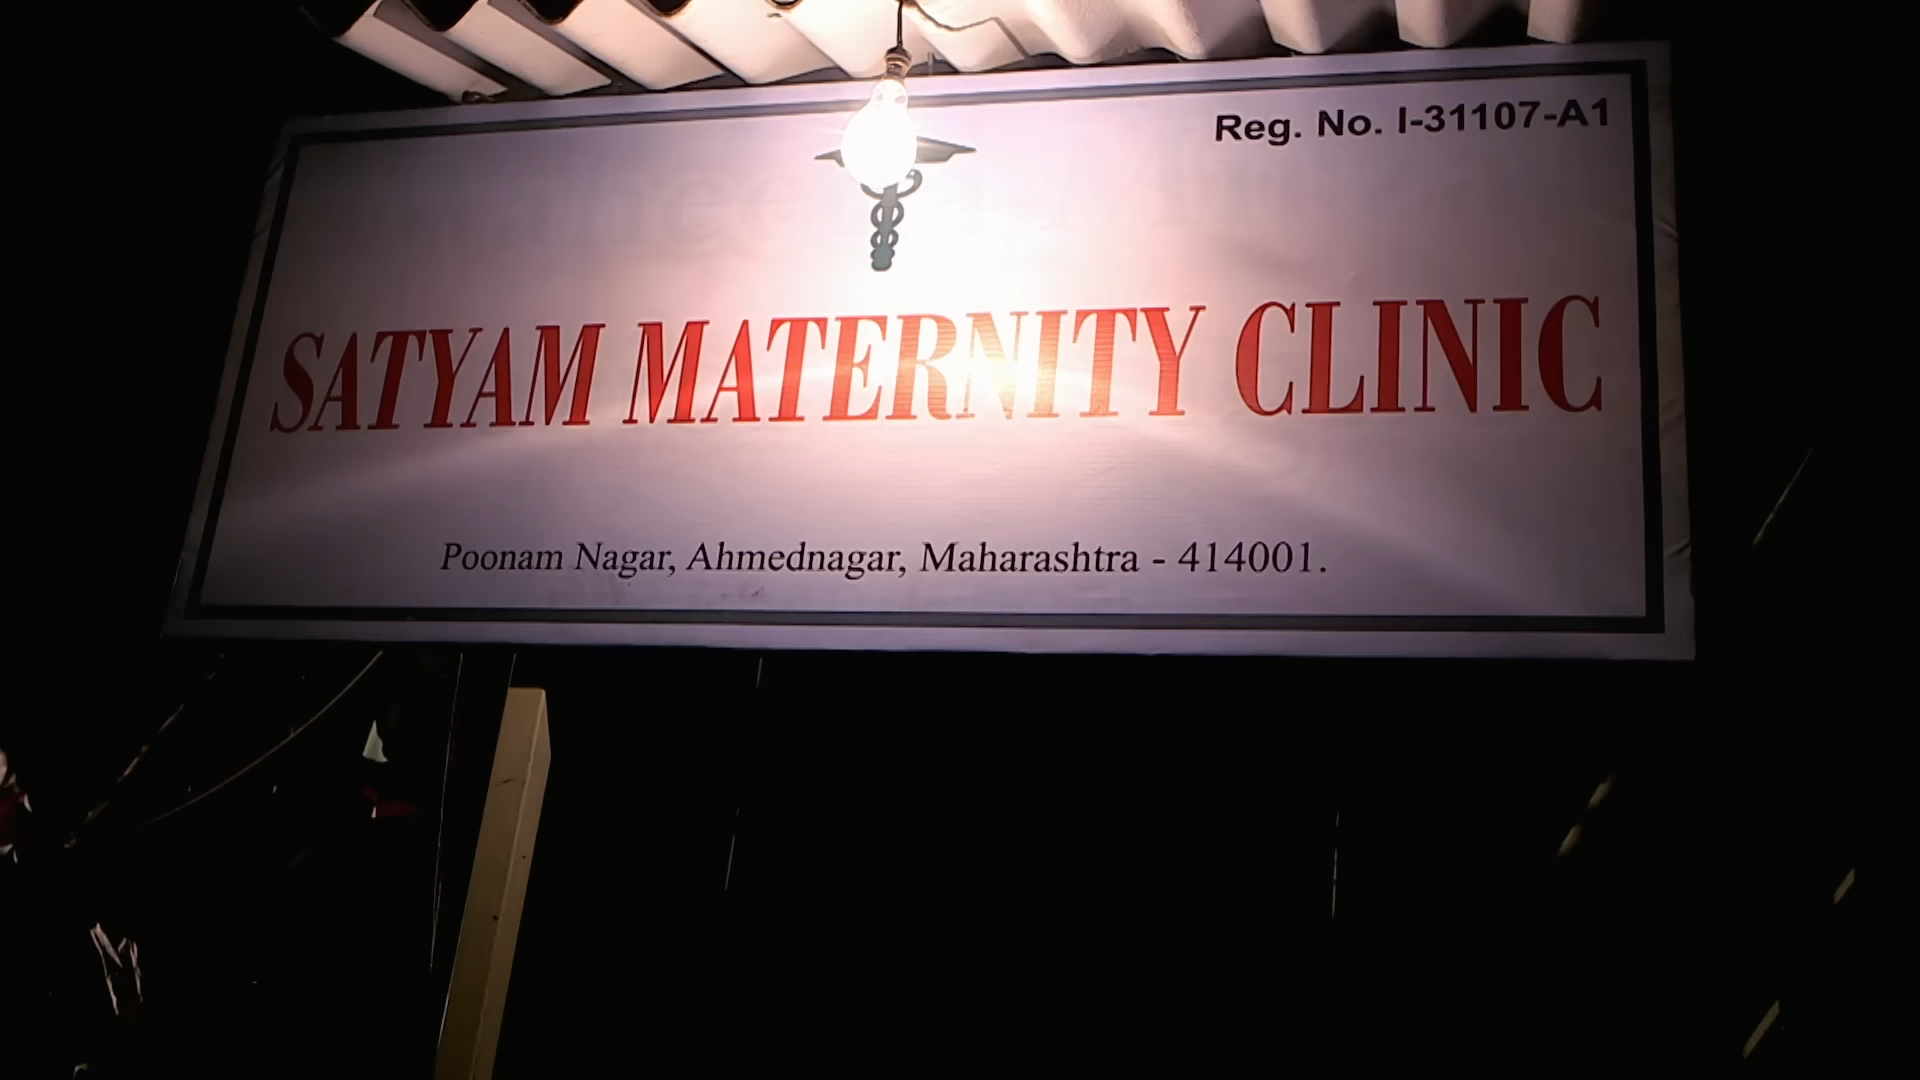 Reg. No. I-31107-A1
SATYAM MATERNITY CLINIC
Poonam Nagar, Ahmednagar, Maharashtra - 414001.